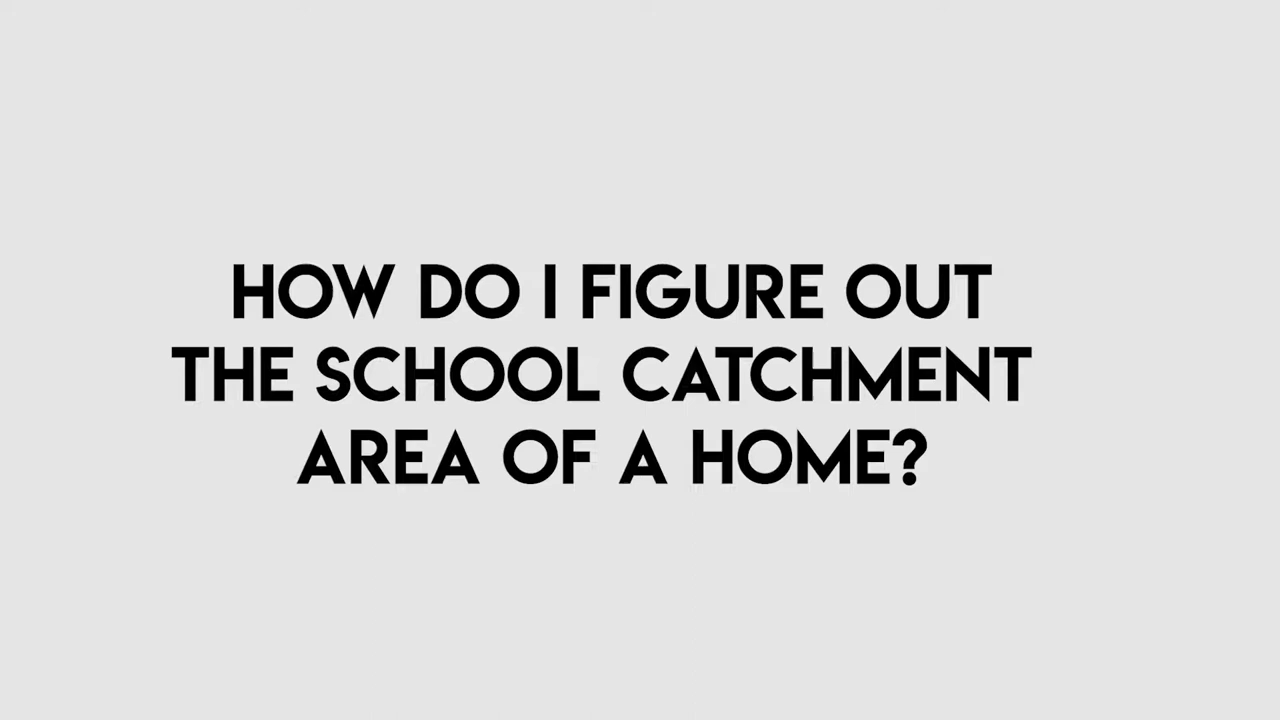 HOW DO I FIGURE OUT
THE SCHOOL CATCHMENT
AREA OF A HOME?